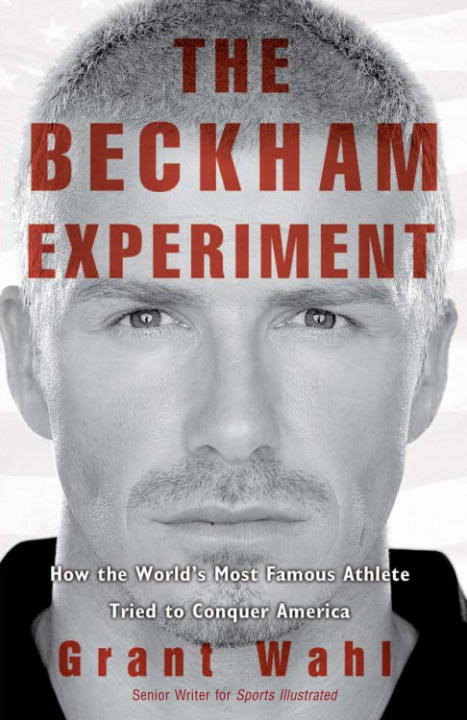 THE
BECKHAM
EXPERIMENT
How the World's Most Famous Athlete
Tried to Conquer America
Grant Wahl
Senior Writer for Sports Illustrated